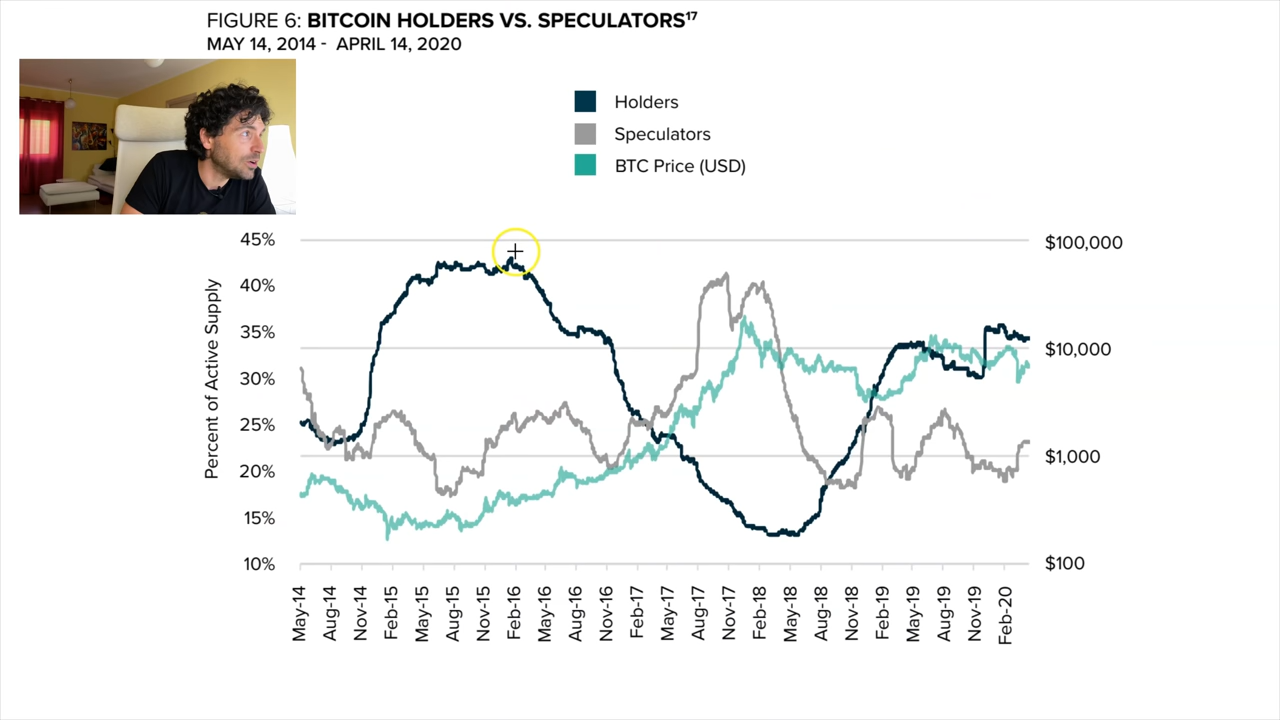 FIGURE 6: BITCOIN HOLDERS VS. SPECULATORS¹⁷
MAY 14, 2014 - APRIL 14, 2020
Holders
Speculators
BTC Price (USD)
Percent of Active Supply
45%
40%
35%
30%
25%
20%
15%
10%
$100,000
$10,000
$1,000
$100
May-14
Aug-14
Nov-14
Feb-15
May-15
Aug-15
Nov-15
Feb-16
May-16
Aug-16
Nov-16
Feb-17
May-17
Aug-17
Nov-17
Feb-18
May-18
Aug-18
Nov-18
Feb-19
May-19
Aug-19
Nov-19
Feb-20